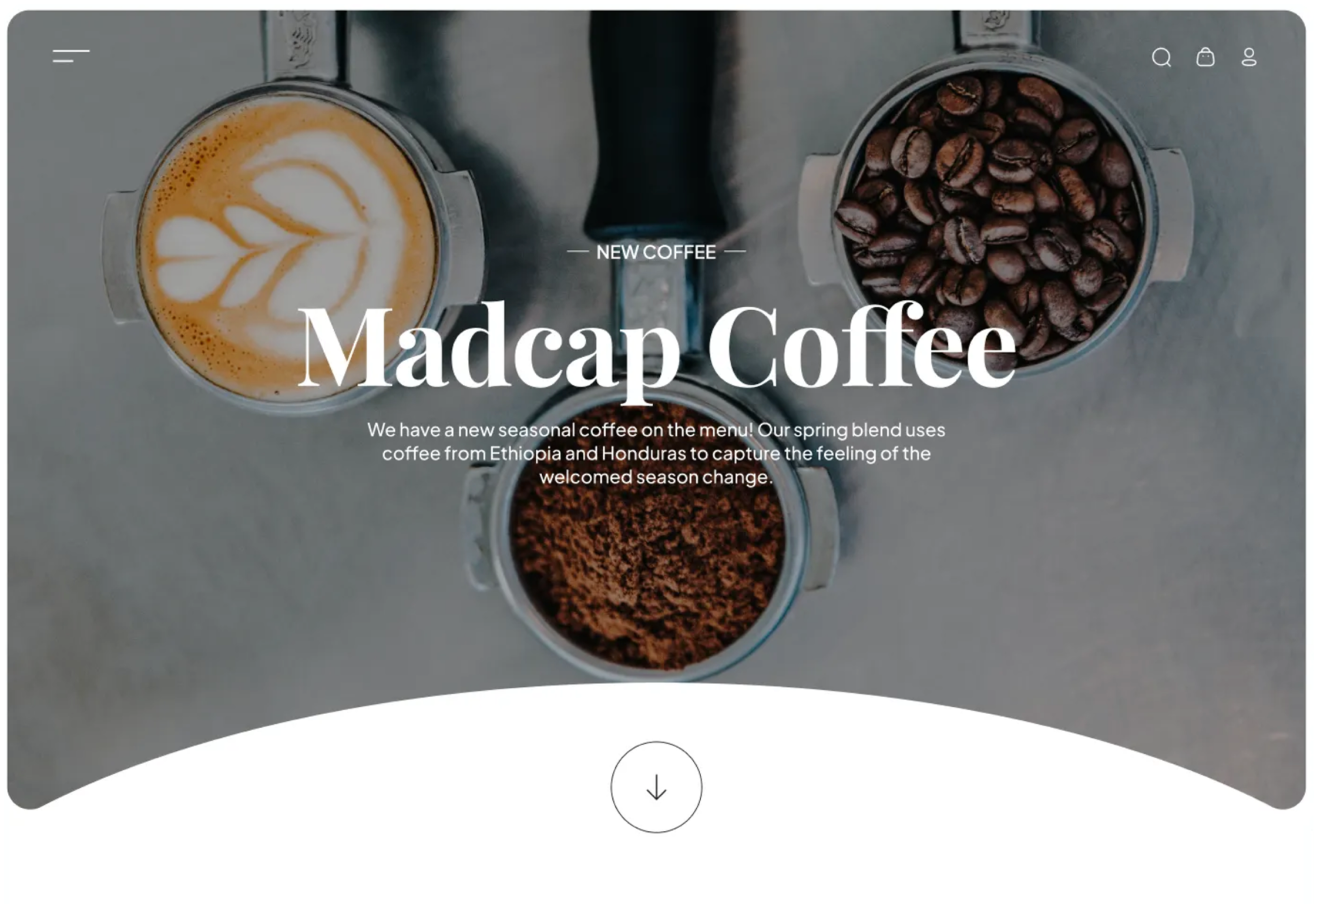 NEW COFFEE
Madcap Coffee
We have a new seasonal coffee on the menu! Our spring blend uses
coffee from Ethiopia and Honduras to capture the feeling of the
welcomed season change.